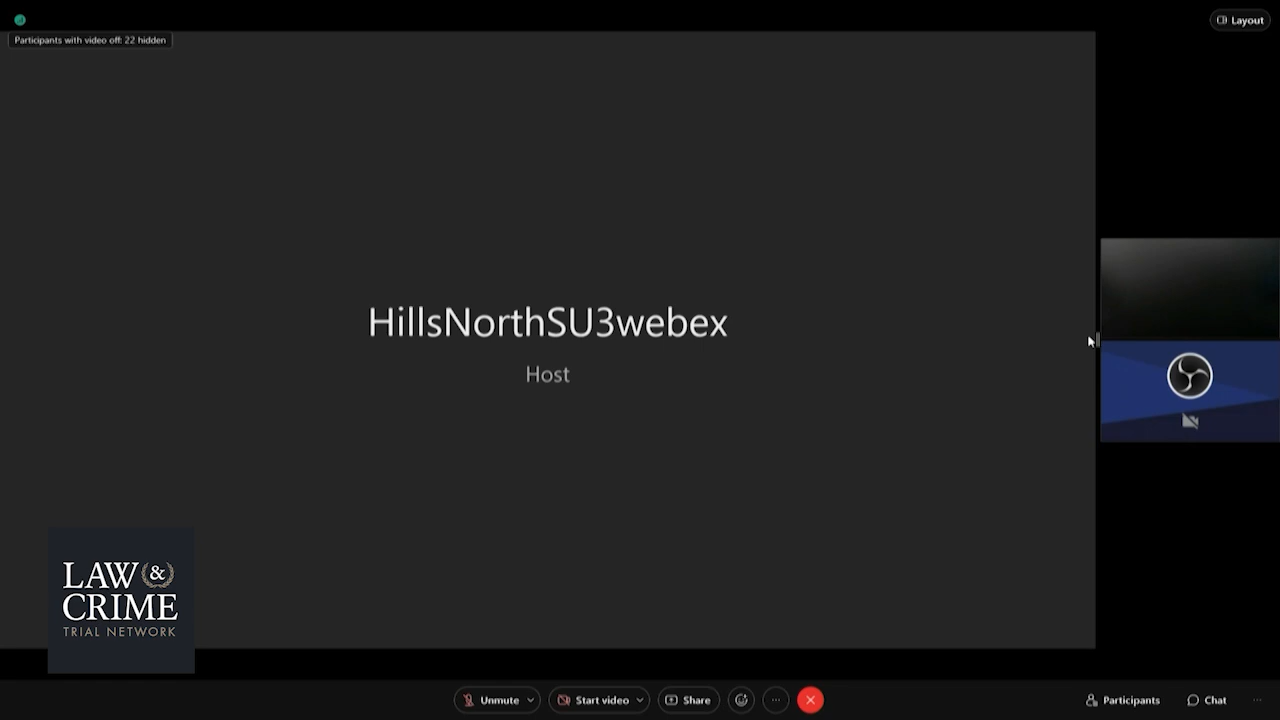 Layout
Participants with video off: 22 hidden
HillsNorthSU3webex
Host
LAW &
CRIME
TRIAL NETWORK
Unmute
Start video
Share
Participants
Chat